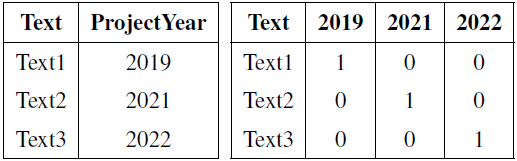 Text ProjectYear Text 2019 2021 2022
Text1 2019 Text1 1 0 0
Text2 2021 Text2 0 1 0
Text3 2022 Text3 0 0 1